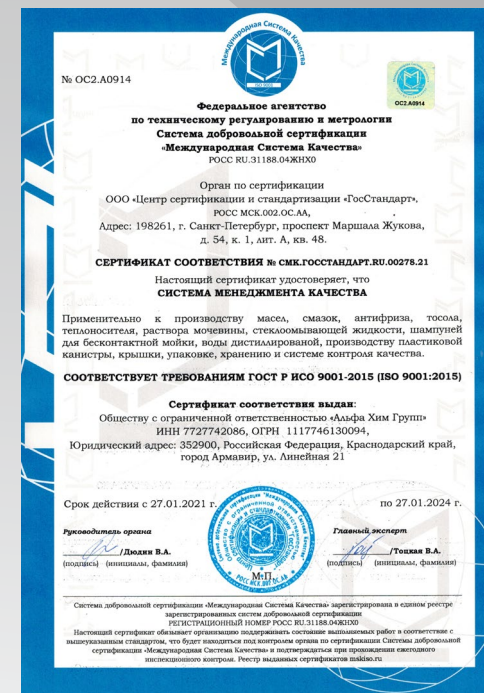 Международная Система Качества
ISO 9001
№ ОС2.А0914
ОС2.А0914
Федеральное агентство
по техническому регулированию и метрологии
Система добровольной сертификации
«Международная Система Качества»
РОСС RU.31188.04ЖНХ0
Орган по сертификации
ООО «Центр сертификации и стандартизации «ГосСтандарт»,
РОСС МСК.002.ОС.АА,
Адрес: 198261, г. Санкт-Петербург, проспект Маршала Жукова,
д. 54, к. 1, лит. А, кв. 48.
СЕРТИФИКАТ СООТВЕТСТВИЯ № СМК.ГОССТАНДАРТ.RU.00278.21
Настоящий сертификат удостоверяет, что
СИСТЕМА МЕНЕДЖМЕНТА КАЧЕСТВА
Применительно к производству масел, смазок, антифриза, тосола,
теплоносителя, раствора мочевины, стеклоомывающей жидкости, шампуней
для бесконтактной мойки, воды дистиллированой, производству пластиковой
канистры, крышки, упаковке, хранению и системе контроля качества.
СООТВЕТСТВУЕТ ТРЕБОВАНИЯМ ГОСТ Р ИСО 9001-2015 (ISO 9001:2015)
Сертификат соответствия выдан:
Обществу с ограниченной ответственностью «Альфа Хим Групп»
ИНН 7727742086, ОГРН 1117746130094,
Юридический адрес: 352900, Российская Федерация, Краснодарский край,
город Армавир, ул. Линейная 21
Срок действия с 27.01.2021 г. по 27.01.2024 г.
Руководитель органа Главный эксперт
/Дюдин В.А. /Тоцкая В.А.
(подпись) (инициалы, фамилия) М.П. (подпись) (инициалы, фамилия)
Система добровольной сертификации «Международная Система Качества» зарегистрирована в едином реестре
зарегистрированных систем добровольной сертификации
РЕГИСТРАЦИОННЫЙ НОМЕР РОСС RU.31188.04ЖНХ0
Настоящий сертификат обязывает организацию поддерживать состояние выполняемых работ в соответствие с
вышеуказанным стандартом, что будет находиться под контролем органа по сертификации Системы добровольной
сертификации «Международная Система Качества» и подтверждаться при прохождении ежегодного
инспекционного контроля. Реестр выданных сертификатов mskiso.ru